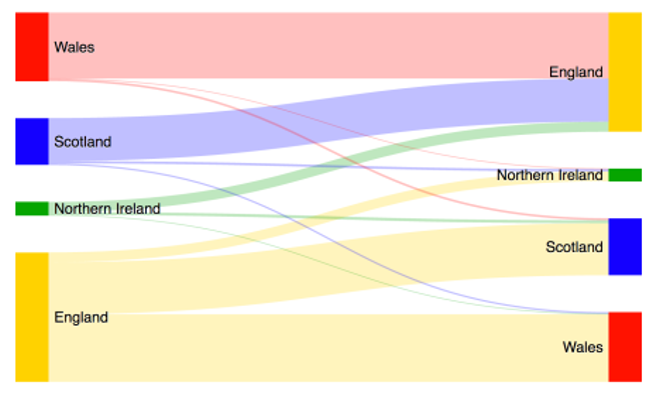 Wales
England
Scotland
Northern Ireland
Northern Ireland
Scotland
England
Wales